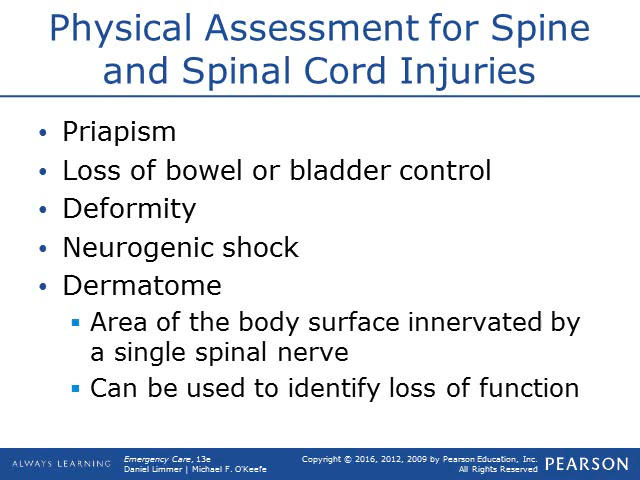 Physical Assessment for Spine
and Spinal Cord Injuries
• Priapism
• Loss of bowel or bladder control
• Deformity
• Neurogenic shock
• Dermatome
▪ Area of the body surface innervated by
a single spinal nerve
▪ Can be used to identify loss of function
ALWAYS LEARNING
Emergency Care, 13e
Daniel Limmer | Michael F. O'Keefe
Copyright © 2016, 2012, 2009 by Pearson Education, Inc.
All Rights Reserved
PEARSON